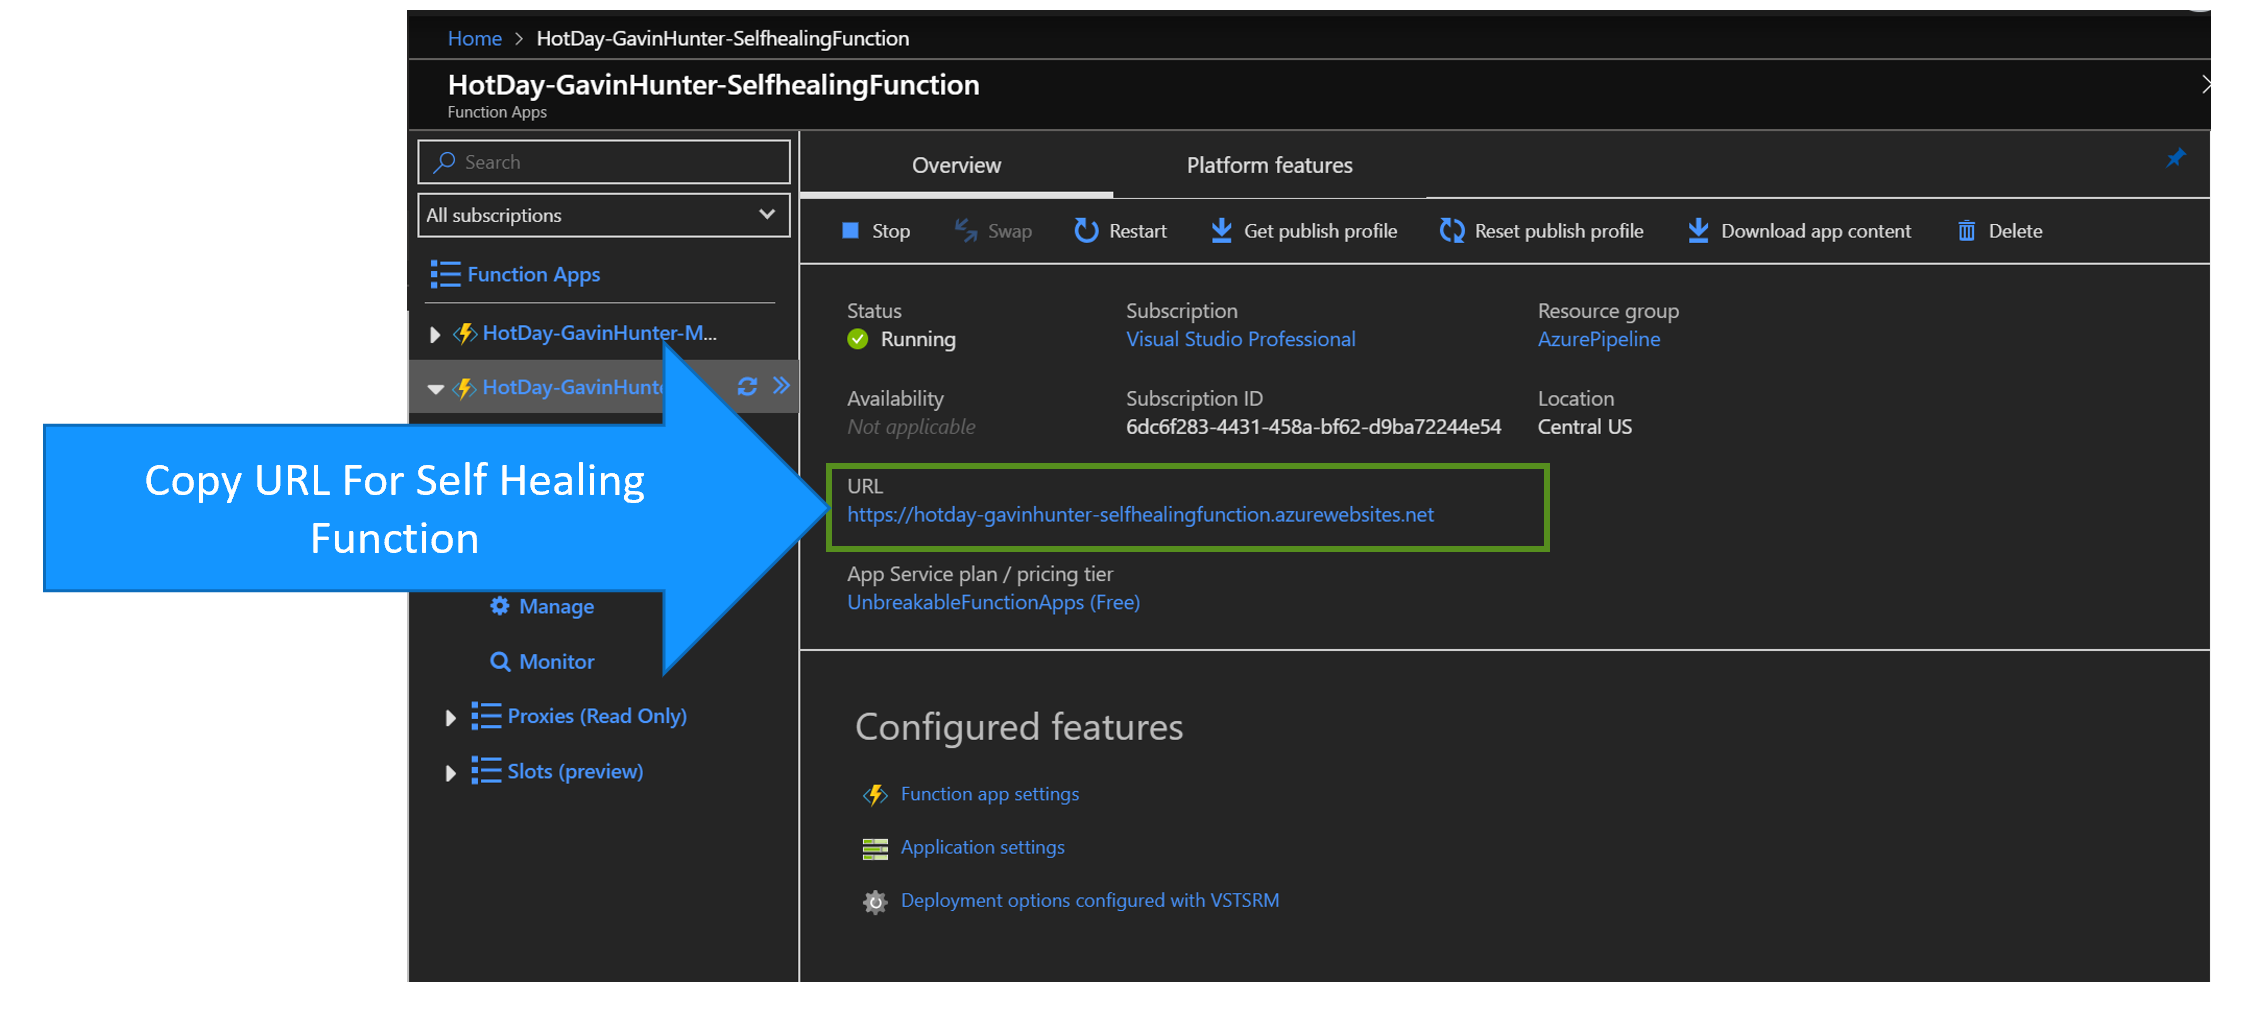 Home > HotDay-GavinHunter-SelfhealingFunction
HotDay-GavinHunter-SelfhealingFunction
Function Apps
Search
All subscriptions
Function Apps
HotDay-GavinHunter-M...
HotDay-GavinHunte
Copy URL For Self Healing
Function
Manage
Monitor
Proxies (Read Only)
Slots (preview)
Overview
Platform features
Stop
Swap
Restart
Get publish profile
Reset publish profile
Download app content
Delete
Status
Running
Subscription
Visual Studio Professional
Resource group
AzurePipeline
Availability
Not applicable
Subscription ID
6dc6f283-4431-458a-bf62-d9ba72244e54
Location
Central US
URL
https://hotday-gavinhunter-selfhealingfunction.azurewebsites.net
App Service plan / pricing tier
UnbreakableFunctionApps (Free)
Configured features
Function app settings
Application settings
Deployment options configured with VSTSRM